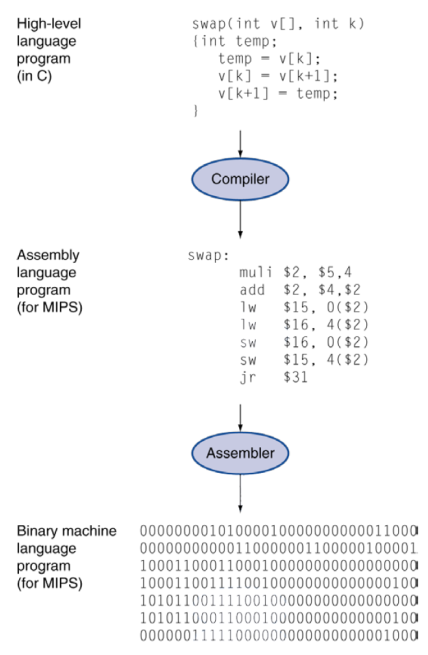 High-level
language
program
(in C)
swap(int v[], int k)
{int temp;
temp = v[k];
v[k] = v[k+1];
v[k+1] = temp;
}
Compiler
Assembly
language
program
(for MIPS)
swap:
muli $2, $5,4
add $2, $4,$2
lw $15, 0($2)
lw $16, 4($2)
sw $16, 0($2)
sw $15, 4($2)
jr $31
Assembler
Binary machine
language
program
(for MIPS)
00000000101000010000000000011000
00000000000110000001100000100001
10001100011000100000000000000000
10001100111100100000000000000100
10101100111100100000000000000000
10101100011000100000000000000100
00000011111000000000000000001000